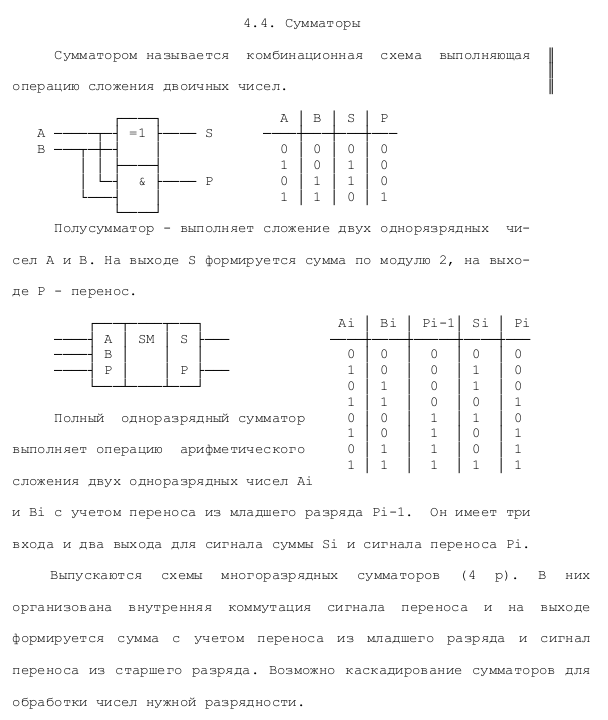 4.4. Сумматоры
Сумматором называется комбинационная схема выполняющая
операцию сложения двоичных чисел.
A =1 S
B
& P
A B S P
0 0 0 0
1 0 1 0
0 1 1 0
1 1 0 1
Полусумматор - выполняет сложение двух одноразрядных чи-
сел A и B. На выходе S формируется сумма по модулю 2, на выхо-
де P - перенос.
A SM S
B
P P
Ai Bi Pi-1 Si Pi
0 0 0 0 0
1 0 0 1 0
0 1 0 1 0
1 1 0 0 1
0 0 1 1 0
1 0 1 0 1
0 1 1 0 1
1 1 1 1 1
Полный одноразрядный сумматор
выполняет операцию арифметического
сложения двух одноразрядных чисел Ai
и Bi с учетом переноса из младшего разряда Pi-1. Он имеет три
входа и два выхода для сигнала суммы Si и сигнала переноса Pi.
Выпускаются схемы многоразрядных сумматоров (4 р). В них
организована внутренняя коммутация сигнала переноса и на выходе
формируется сумма с учетом переноса из младшего разряда и сигнал
переноса из старшего разряда. Возможно каскадирование сумматоров для
обработки чисел нужной разрядности.